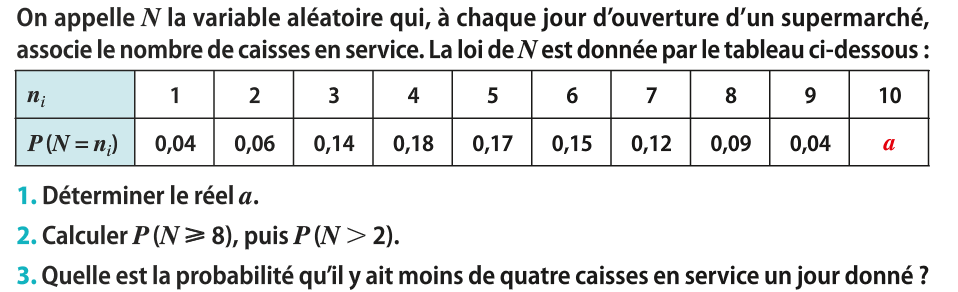 On appelle N la variable aléatoire qui, à chaque jour d’ouverture d’un supermarché,
associe le nombre de caisses en service. La loi de N est donnée par le tableau ci-dessous :
nᵢ 1 2 3 4 5 6 7 8 9 10
P(N = nᵢ) 0,04 0,06 0,14 0,18 0,17 0,15 0,12 0,09 0,04 a
1. Déterminer le réel a.
2. Calculer P(N ⩾ 8), puis P(N > 2).
3. Quelle est la probabilité qu’il y ait moins de quatre caisses en service un jour donné ?